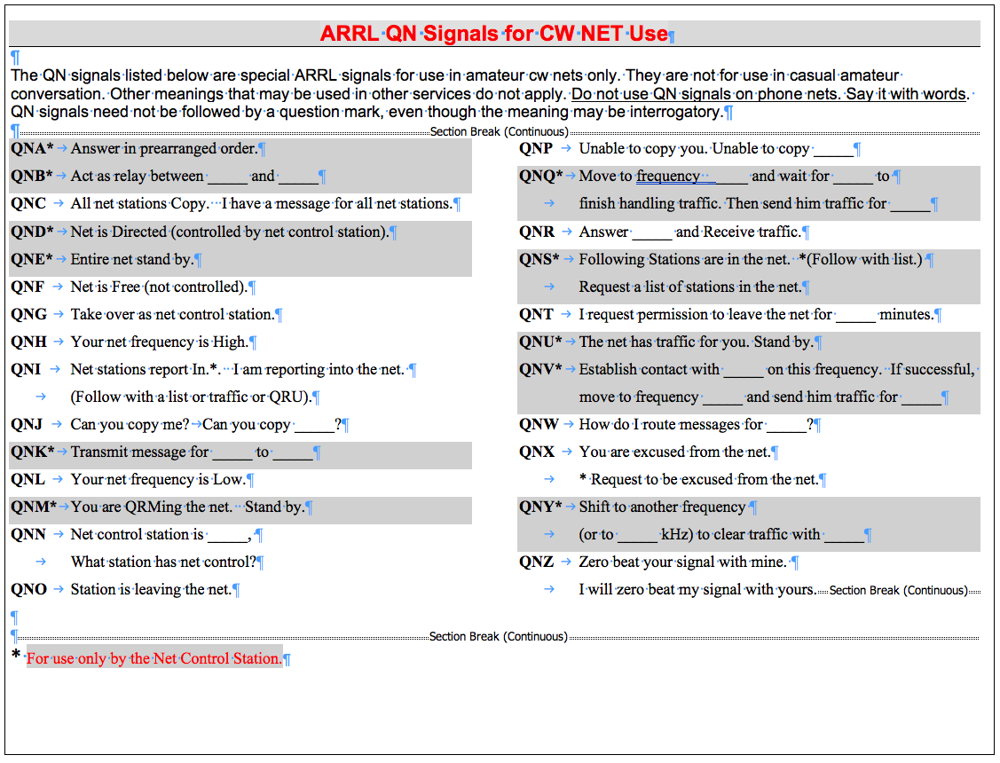 ARRL QN Signals for CW NET Use
The QN signals listed below are special ARRL signals for use in amateur cw nets only. They are not for use in casual amateur
conversation. Other meanings that may be used in other services do not apply. Do not use QN signals on phone nets. Say it with words.
QN signals need not be followed by a question mark, even though the meaning may be interrogatory.
Section Break (Continuous)
QNA* Answer in prearranged order.
QNB* Act as relay between _____ and _____
QNC All net stations Copy. I have a message for all net stations.
QND* Net is Directed (controlled by net control station).
QNE* Entire net stand by.
QNF Net is Free (not controlled).
QNG Take over as net control station.
QNH Your net frequency is High.
QNI Net stations report In.*. I am reporting into the net.
(Follow with a list or traffic or QRU).
QNJ Can you copy me? Can you copy _____?
QNK* Transmit message for _____ to _____
QNL Your net frequency is Low.
QNM* You are QRMing the net. Stand by.
QNN Net control station is _____,
What station has net control?
QNO Station is leaving the net.
QNP Unable to copy you. Unable to copy _____
QNQ* Move to frequency _____ and wait for _____ to
finish handling traffic. Then send him traffic for _____
QNR Answer _____ and Receive traffic.
QNS* Following Stations are in the net. *(Follow with list.)
Request a list of stations in the net.
QNT I request permission to leave the net for _____ minutes.
QNU* The net has traffic for you. Stand by.
QNV* Establish contact with _____ on this frequency. If successful,
move to frequency _____ and send him traffic for _____
QNW How do I route messages for _____?
QNX You are excused from the net.
* Request to be excused from the net.
QNY* Shift to another frequency
(or to _____ kHz) to clear traffic with _____
QNZ Zero beat your signal with mine.
I will zero beat my signal with yours. Section Break (Continuous)
Section Break (Continuous)
* For use only by the Net Control Station.